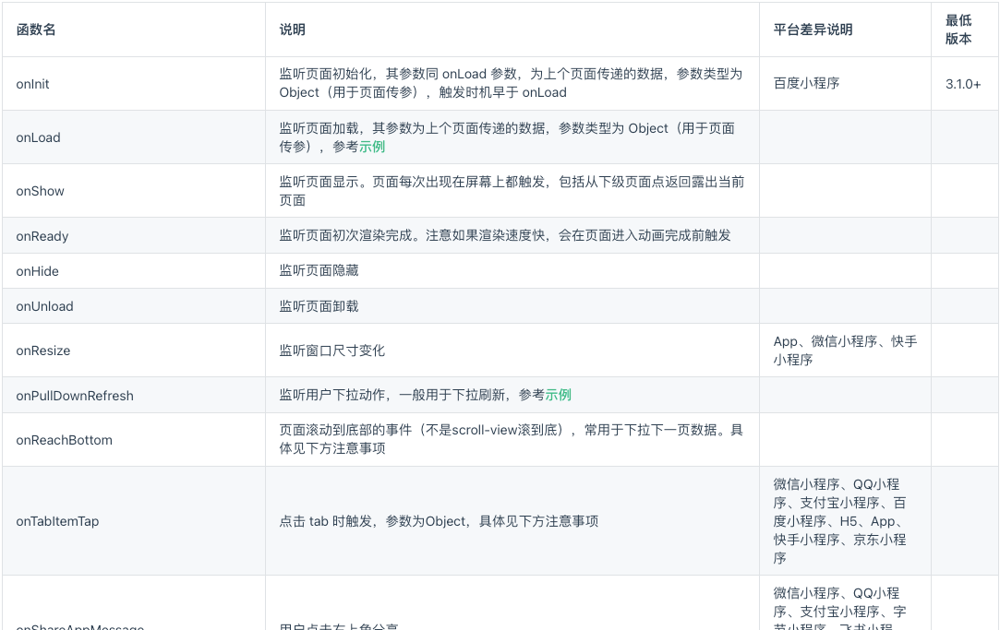 函数名
说明
平台差异说明
最低
版本
onInit
监听页面初始化，其参数同 onLoad 参数，为上个页面传递的数据，参数类型为
Object（用于页面传参），触发时机早于 onLoad
百度小程序
3.1.0+
onLoad
监听页面加载，其参数为上个页面传递的数据，参数类型为 Object（用于页面
传参），参考示例
onShow
监听页面显示。页面每次出现在屏幕上都触发，包括从下级页面点返回露出当前
页面
onReady
监听页面初次渲染完成。注意如果渲染速度快，会在页面进入动画完成前触发
onHide
监听页面隐藏
onUnload
监听页面卸载
onResize
监听窗口尺寸变化
App、微信小程序、快手
小程序
onPullDownRefresh
监听用户下拉动作，一般用于下拉刷新，参考示例
onReachBottom
页面滚动到底部的事件（不是scroll-view滚到底），常用于下拉下一页数据。具
体见下方注意事项
onTabItemTap
点击 tab 时触发，参数为Object，具体见下方注意事项
微信小程序、QQ小程
序、支付宝小程序、百
度小程序、H5、App、
快手小程序、京东小程
序
onShareAppMessage
用户点击右上角分享
微信小程序、QQ小程
序、支付宝小程序、字
节小程序、飞书小程